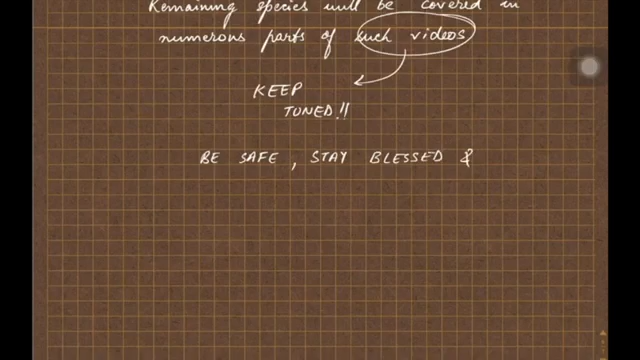 Remaining species will be covered in
numerous parts of such videos
KEEP
TUNED!!
BE SAFE, STAY BLESSED &